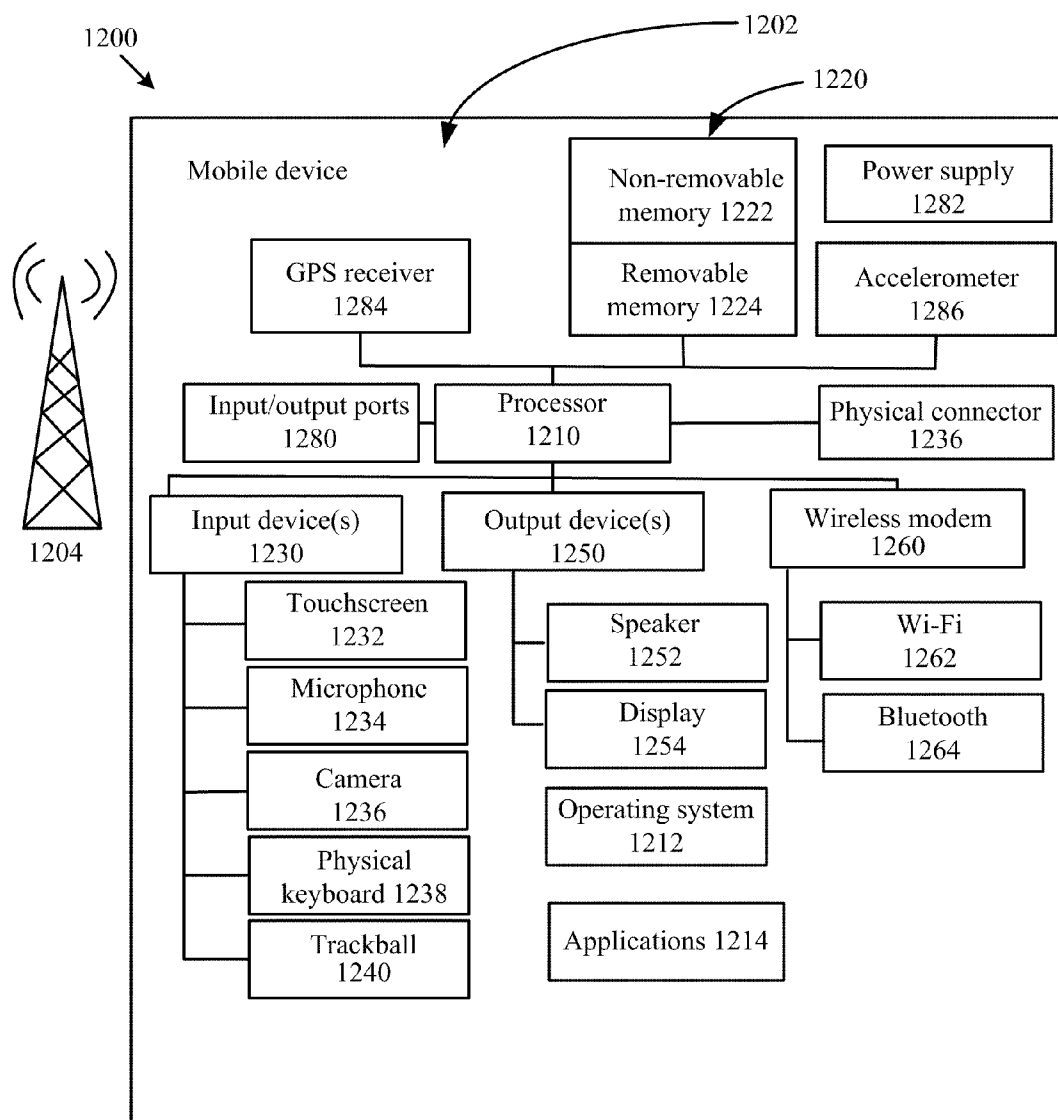 1200
1202
1220
Mobile device
Non-removable
memory 1222
Power supply
1282
GPS receiver
1284
Removable
memory 1224
Accelerometer
1286
Input/output ports
1280
Processor
1210
Physical connector
1236
Input device(s)
1230
Output device(s)
1250
Wireless modem
1260
1204
Touchscreen
1232
Speaker
1252
Wi-Fi
1262
Microphone
1234
Display
1254
Bluetooth
1264
Camera
1236
Operating system
1212
Physical
keyboard 1238
Applications 1214
Trackball
1240